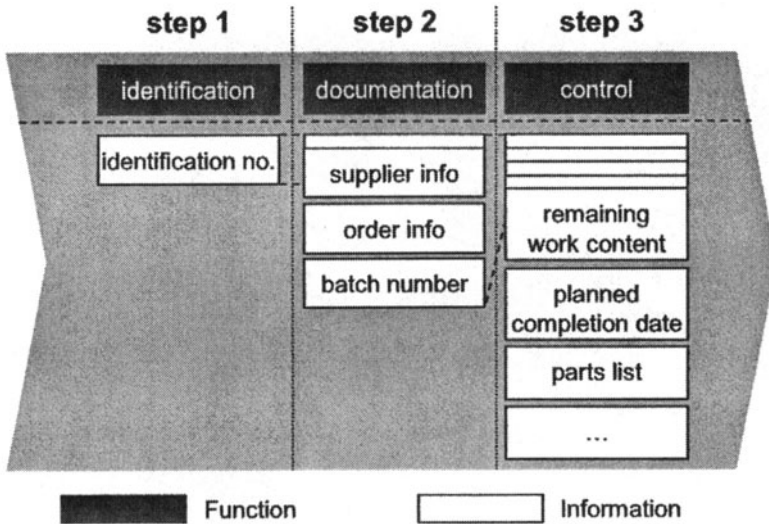 step 1 step 2 step 3
identification documentation control
identification no.
supplier info
order info
batch number
remaining
work content
planned
completion date
parts list
...
Function Information